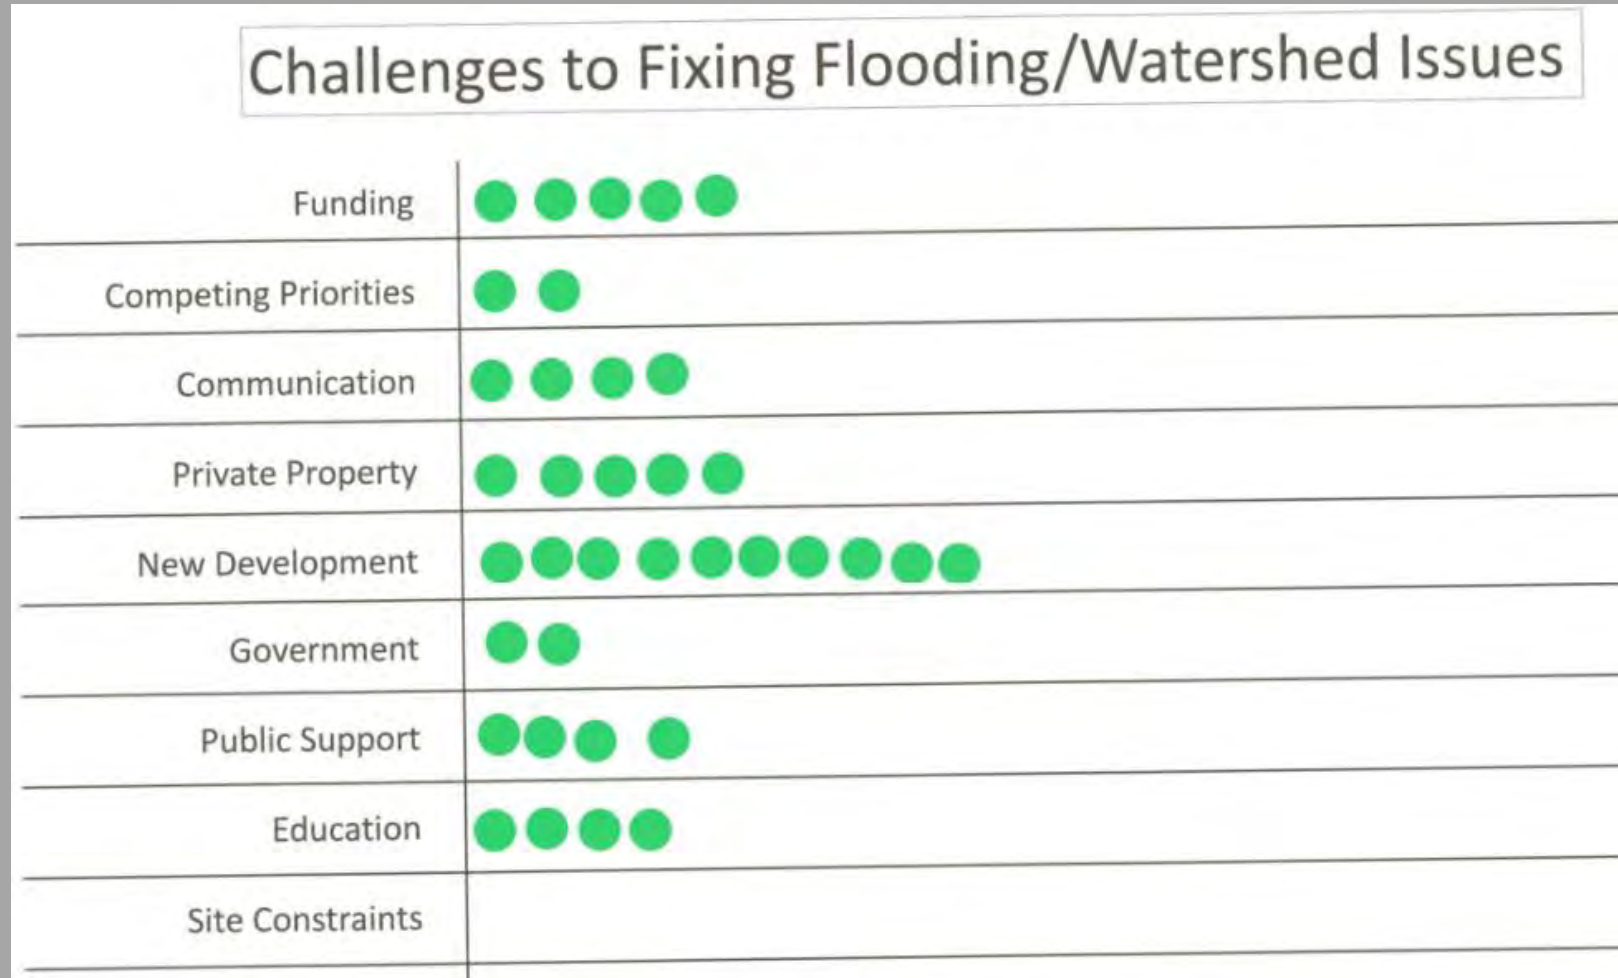 Challenges to Fixing Flooding/Watershed Issues
Funding
Competing Priorities
Communication
Private Property
New Development
Government
Public Support
Education
Site Constraints